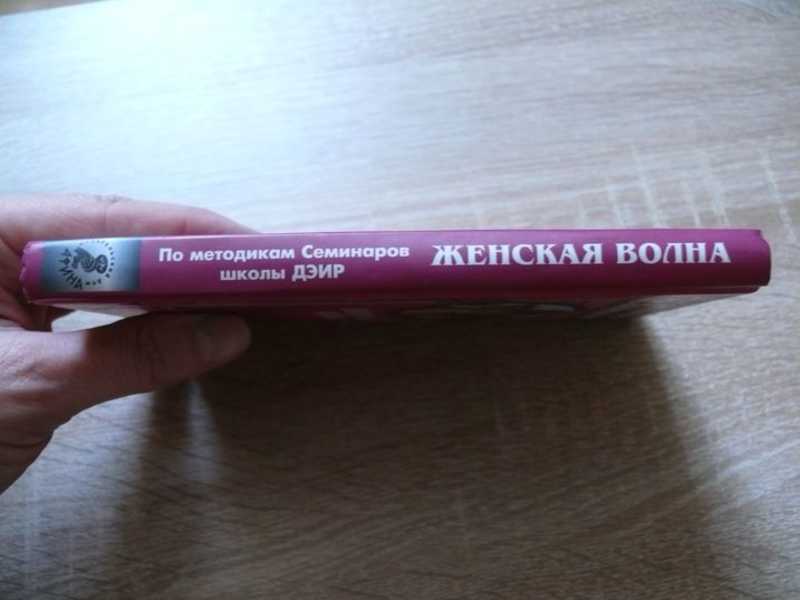 По методикам Семинаров
школы ДЭИР
ЖЕНСКАЯ ВОЛНА